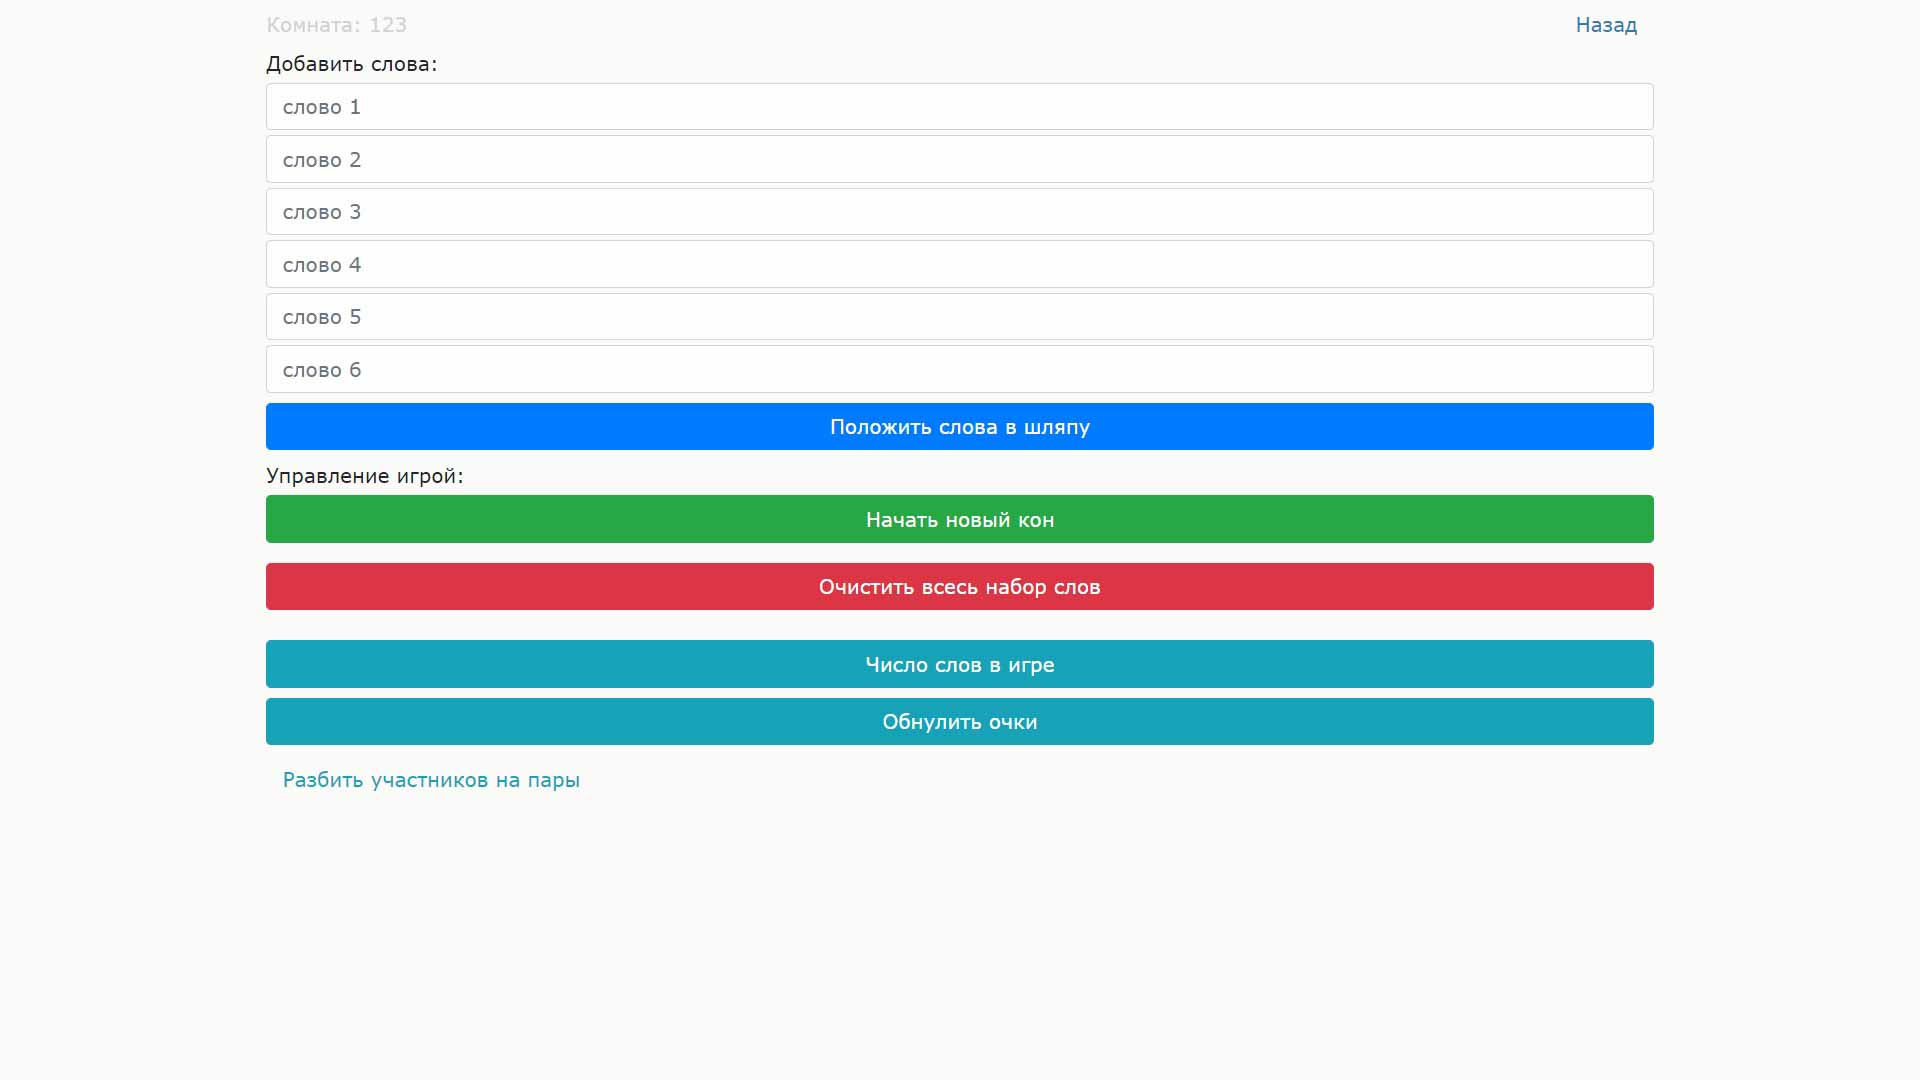 Комната: 123
Назад
Добавить слова:
слово 1
слово 2
слово 3
слово 4
слово 5
слово 6
Положить слова в шляпу
Управление игрой:
Начать новый кон
Очистить всесь набор слов
Число слов в игре
Обнулить очки
Разбить участников на пары